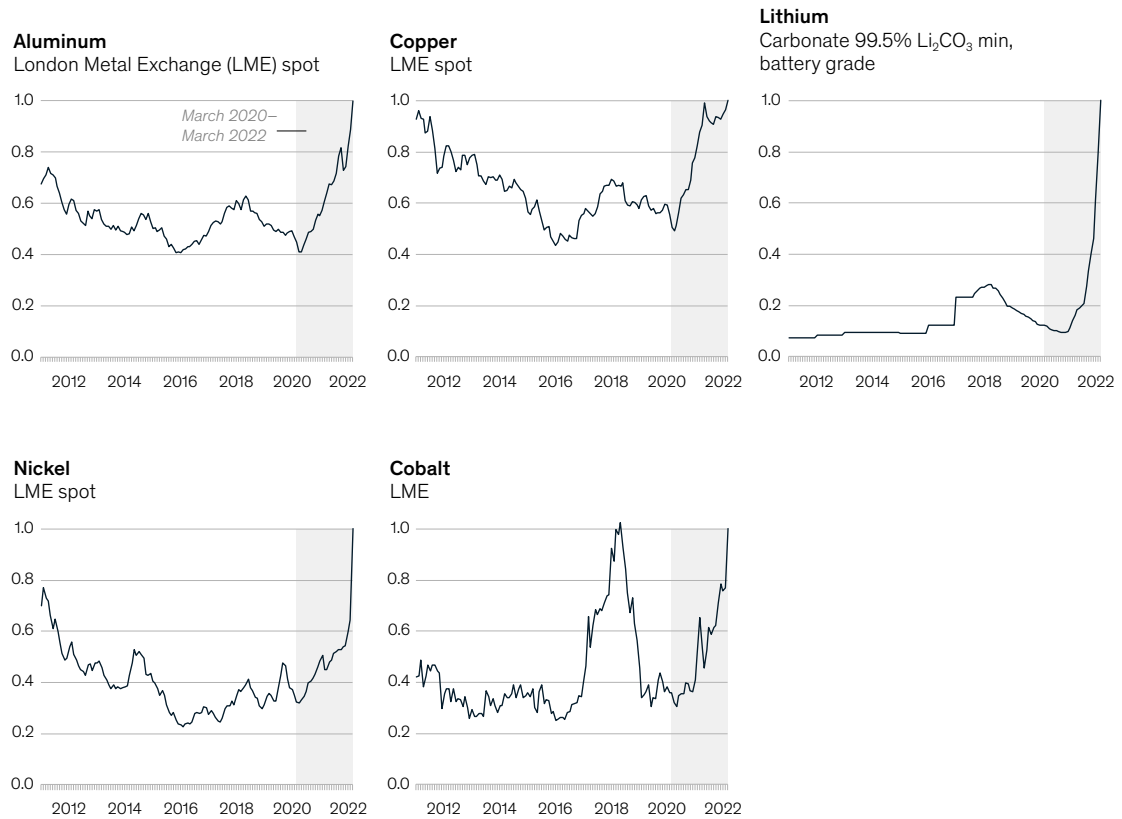 Aluminum
London Metal Exchange (LME) spot
1.0
0.8
0.6
0.4
0.2
0.0
March 2020–
March 2022
2012 2014 2016 2018 2020 2022
Copper
LME spot
1.0
0.8
0.6
0.4
0.2
0.0
2012 2014 2016 2018 2020 2022
Lithium
Carbonate 99.5% Li₂CO₃ min,
battery grade
1.0
0.8
0.6
0.4
0.2
0.0
2012 2014 2016 2018 2020 2022
Nickel
LME spot
1.0
0.8
0.6
0.4
0.2
0.0
2012 2014 2016 2018 2020 2022
Cobalt
LME
1.0
0.8
0.6
0.4
0.2
0.0
2012 2014 2016 2018 2020 2022